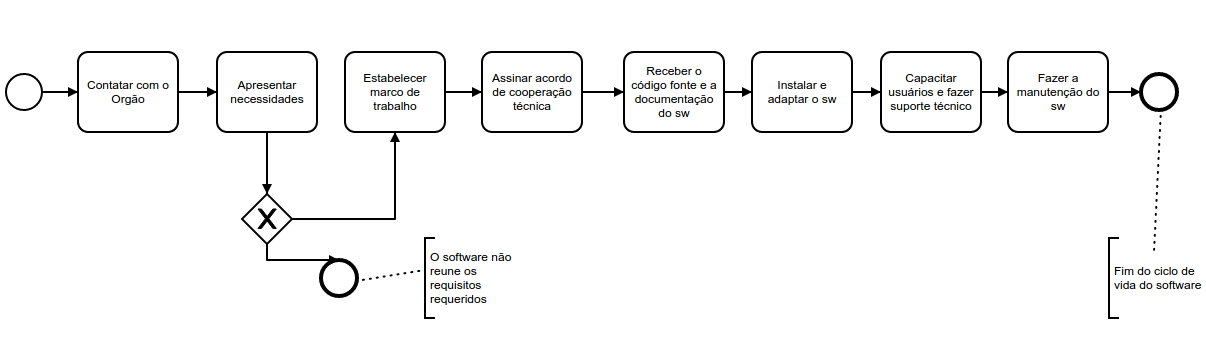 Contatar com o
Orgão
Apresentar
necessidades
Estabelecer
marco de
trabalho
Assinar acordo
de cooperação
técnica
Receber o
código fonte e a
documentação
do sw
Instalar e
adaptar o sw
Capacitar
usuários e fazer
suporte técnico
Fazer a
manutenção do
sw
X
O software não
reune os
requisitos
requeridos
Fim do ciclo de
vida do software